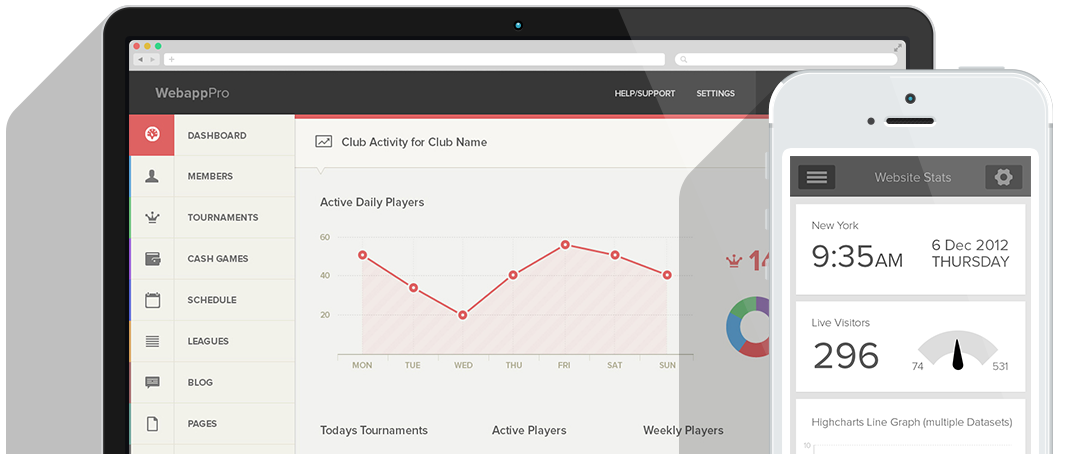 WebappPro
HELP/SUPPORT
SETTINGS
DASHBOARD
MEMBERS
TOURNAMENTS
CASH GAMES
SCHEDULE
LEAGUES
BLOG
PAGES
Club Activity for Club Name
Active Daily Players
60
40
20
MON TUE WED THU FRI SAT SUN
Todays Tournaments
Active Players
Weekly Players
Website Stats
New York
9:35AM
6 Dec 2012
THURSDAY
Live Visitors
296
74
531
Highcharts Line Graph (multiple Datasets)
10